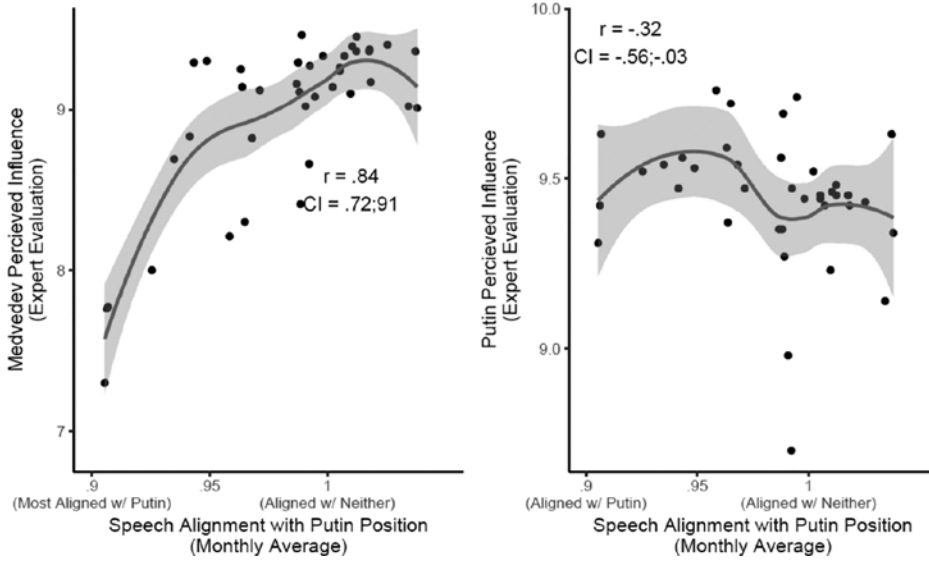 Medvedev Percieved Influence
(Expert Evaluation)
9
8
7
r = .84
CI = .72;91
.9
.95
1
(Most Aligned w/ Putin)
(Aligned w/ Neither)
Speech Alignment with Putin Position
(Monthly Average)
Putin Percieved Influence
(Expert Evaluation)
10.0
9.5
9.0
r = -.32
CI = -.56;-.03
.9
.95
1
(Aligned w/ Putin)
(Aligned w/ Neither)
Speech Alignment with Putin Position
(Monthly Average)